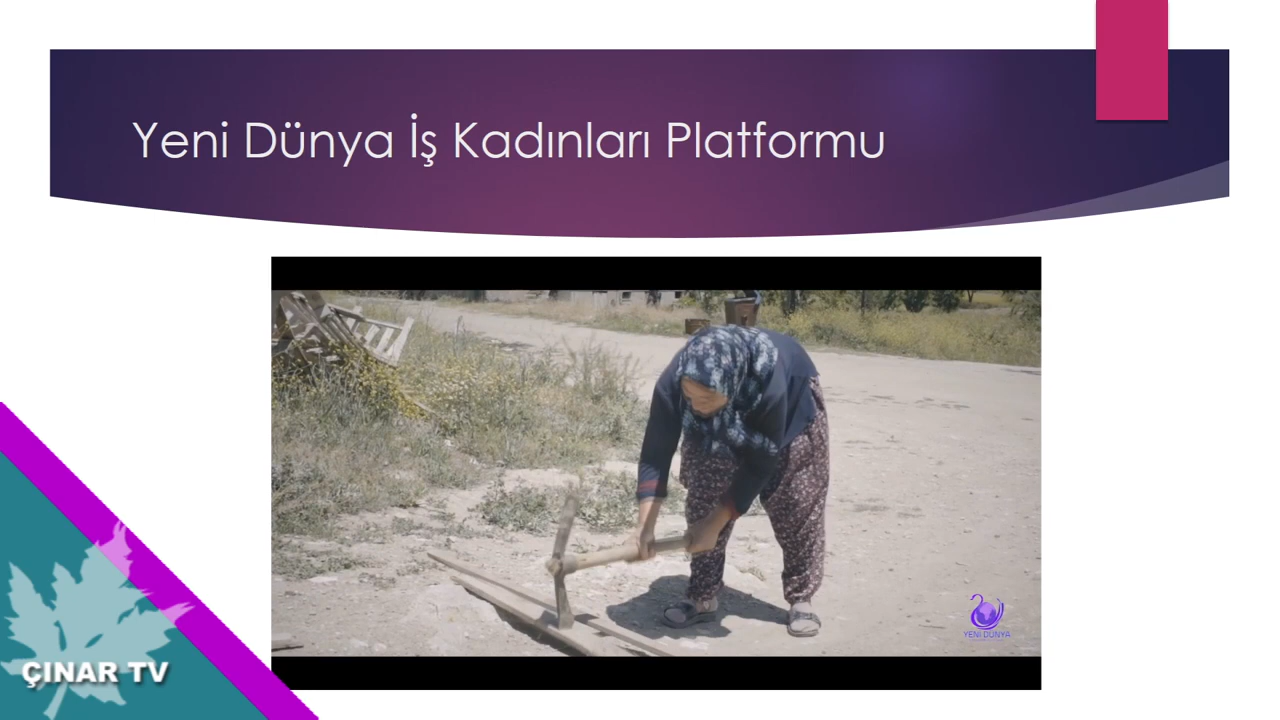 Yeni Dünya İş Kadınları Platformu
YENİ DÜNYA
ÇINAR TV